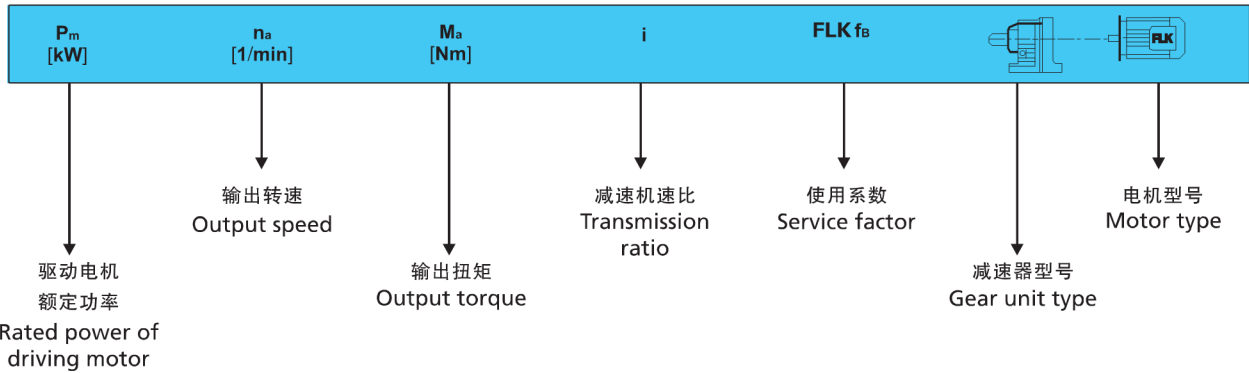 Pm
[kW]
na
[1/min]
Ma
[Nm]
i
FLK fB
FLK
输出转速
Output speed
减速机速比
Transmission
ratio
使用系数
Service factor
电机型号
Motor type
驱动电机
额定功率
Rated power of
driving motor
输出扭矩
Output torque
减速器型号
Gear unit type